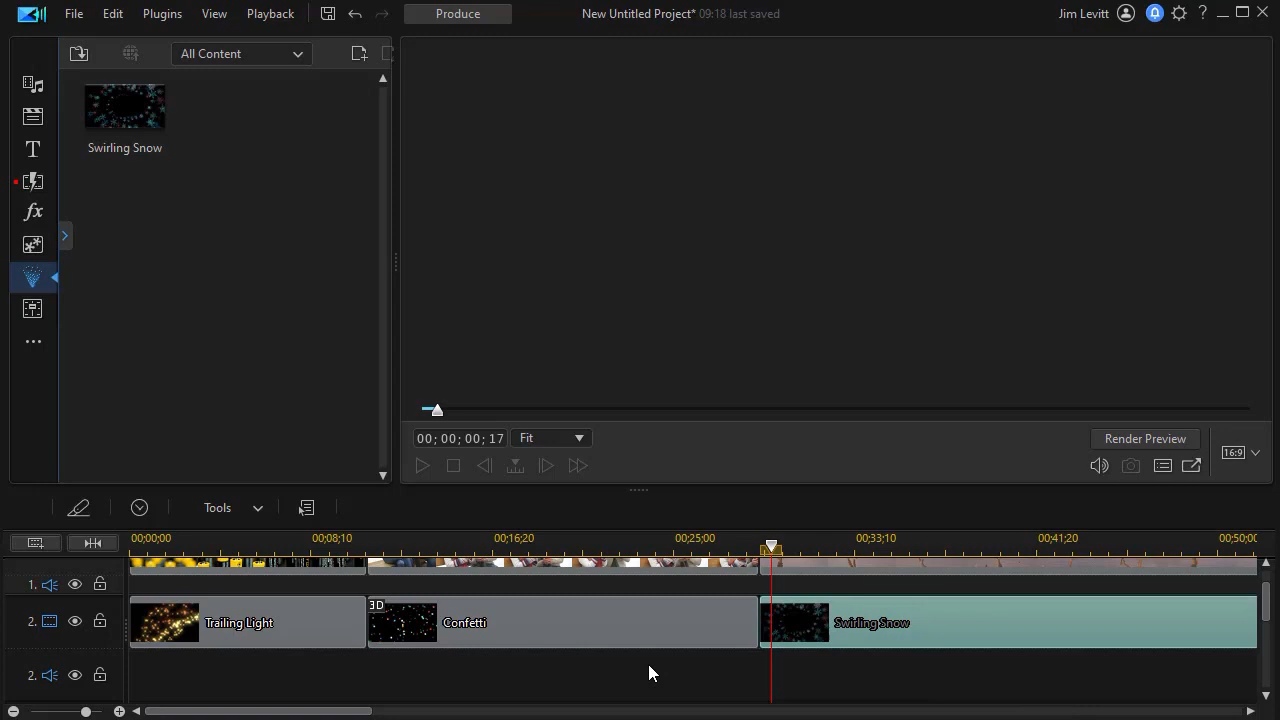 File Edit Plugins View Playback Produce New Untitled Project* 09:18 last saved Jim Levitt ?
All Content
Swirling Snow
T
fx
00; 00; 00; 17 Fit Render Preview
16:9
Tools
00;00;00 00;08;10 00;16;20 00;25;00 00;33;10 00;41;20 00;50;00
1.
2. Trailing Light 3D Confetti Swirling Snow
2.